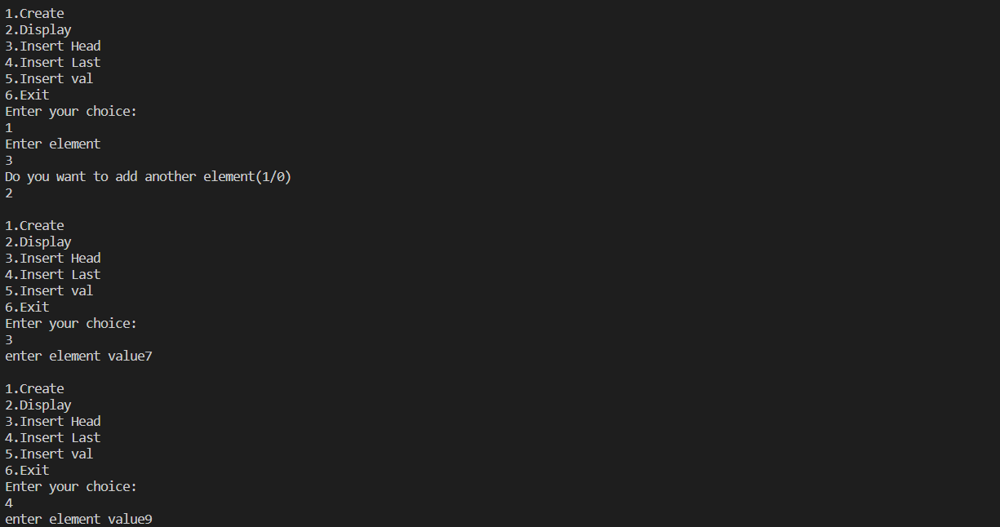 1.Create
2.Display
3.Insert Head
4.Insert Last
5.Insert val
6.Exit
Enter your choice:
1
Enter element
3
Do you want to add another element(1/0)
2
1.Create
2.Display
3.Insert Head
4.Insert Last
5.Insert val
6.Exit
Enter your choice:
3
enter element value7
1.Create
2.Display
3.Insert Head
4.Insert Last
5.Insert val
6.Exit
Enter your choice:
4
enter element value9